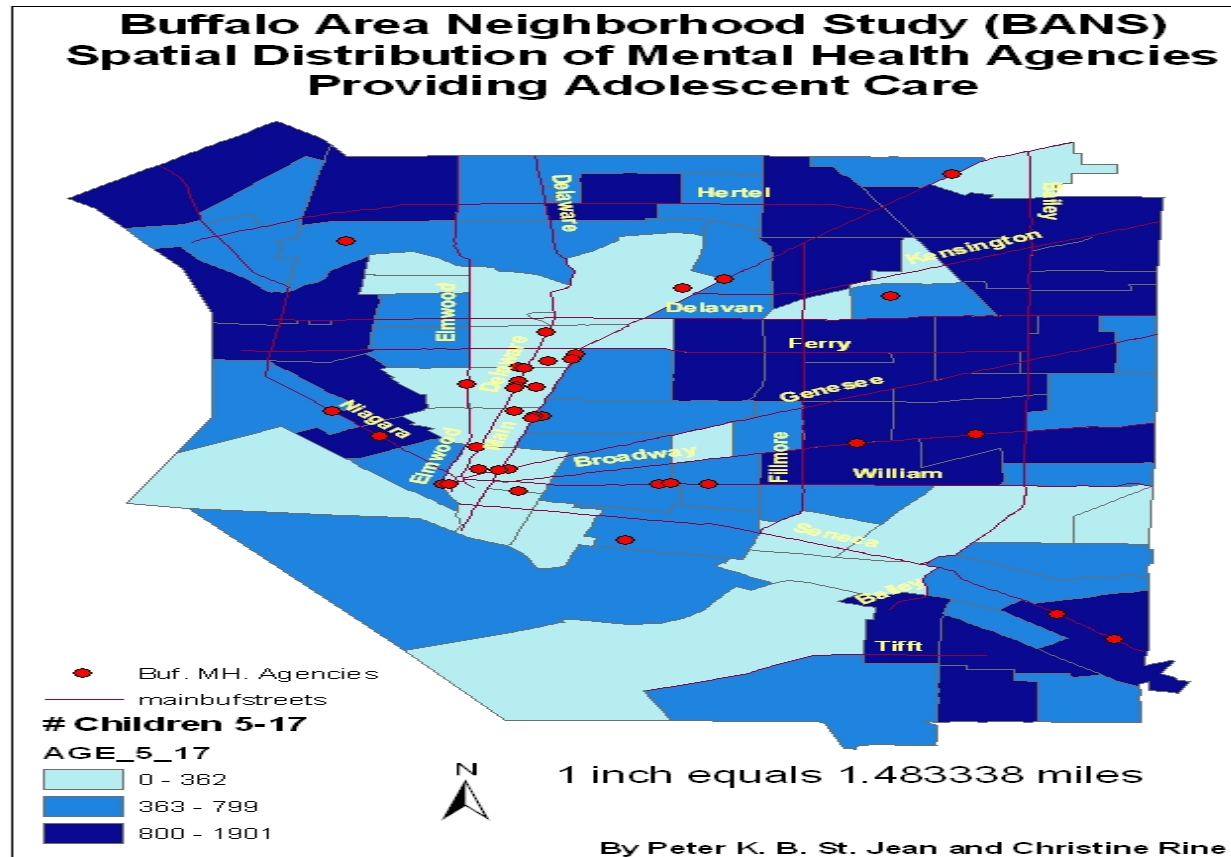 Buffalo Area Neighborhood Study (BANS)
Spatial Distribution of Mental Health Agencies
Providing Adolescent Care
Delaware
Hertel
Bailey
Kensington
Elmwood
Delavan
Delaware
Ferry
Genesee
Niagara
Elmwood
Main
Broadway
Fillmore
William
Seneca
Bailey
Tifft
Buf. MH. Agencies
mainbufstreets
# Children 5-17
AGE_5_17
0 - 362
363 - 799
800 - 1901
N
1 inch equals 1.483338 miles
By Peter K. B. St. Jean and Christine Rine